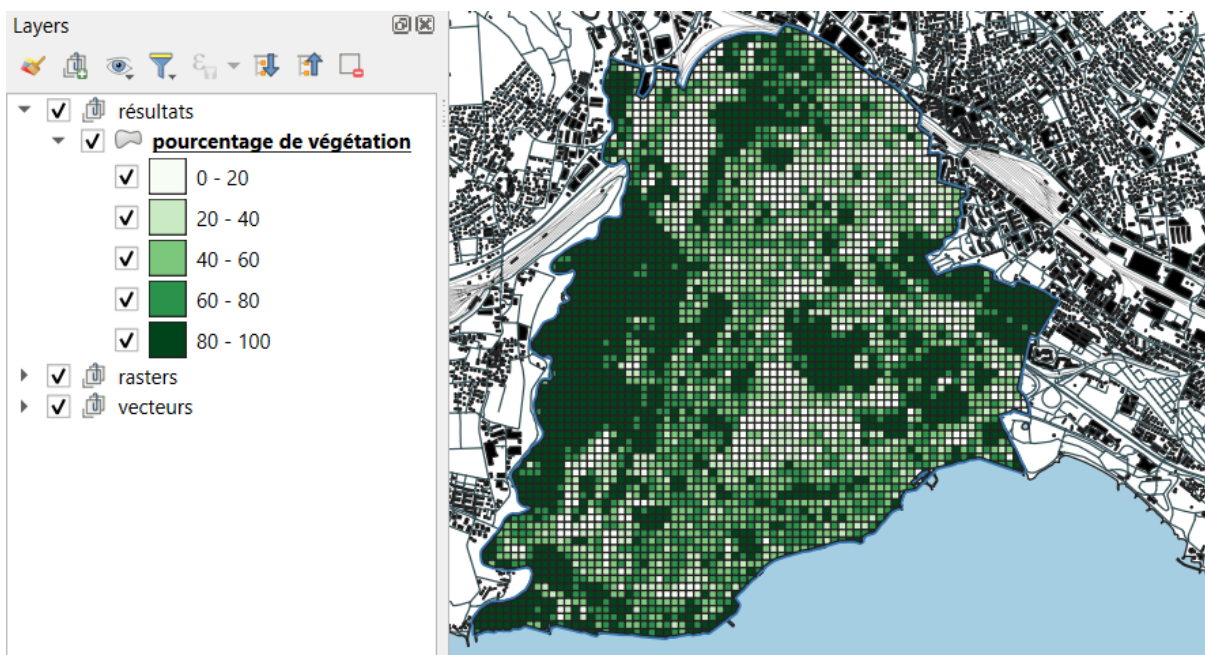 Layers
résultats
pourcentage de végétation
0 - 20
20 - 40
40 - 60
60 - 80
80 - 100
rasters
vecteurs